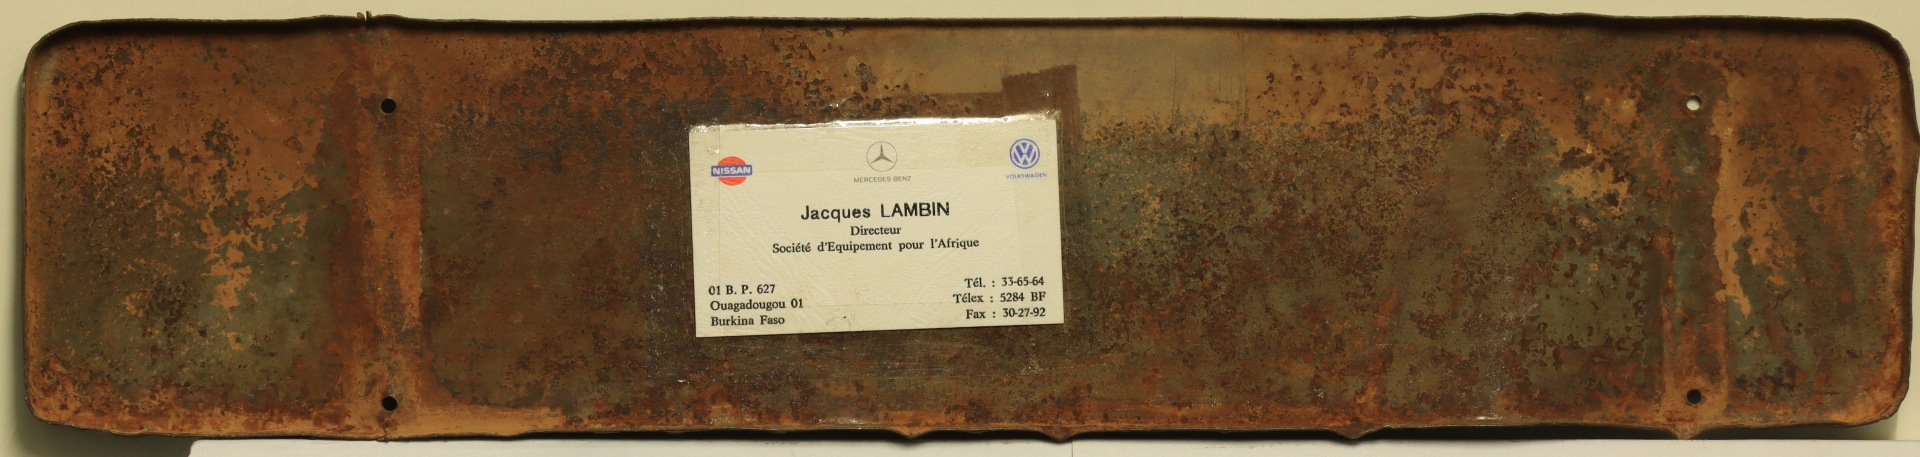 NISSAN
MERCEDES-BENZ
VOLKSWAGEN
Jacques LAMBIN
Directeur
Société d'Equipement pour l'Afrique
01 B. P. 627
Ouagadougou 01
Burkina Faso
Tél. : 33-65-64
Télex : 5284 BF
Fax : 30-27-92